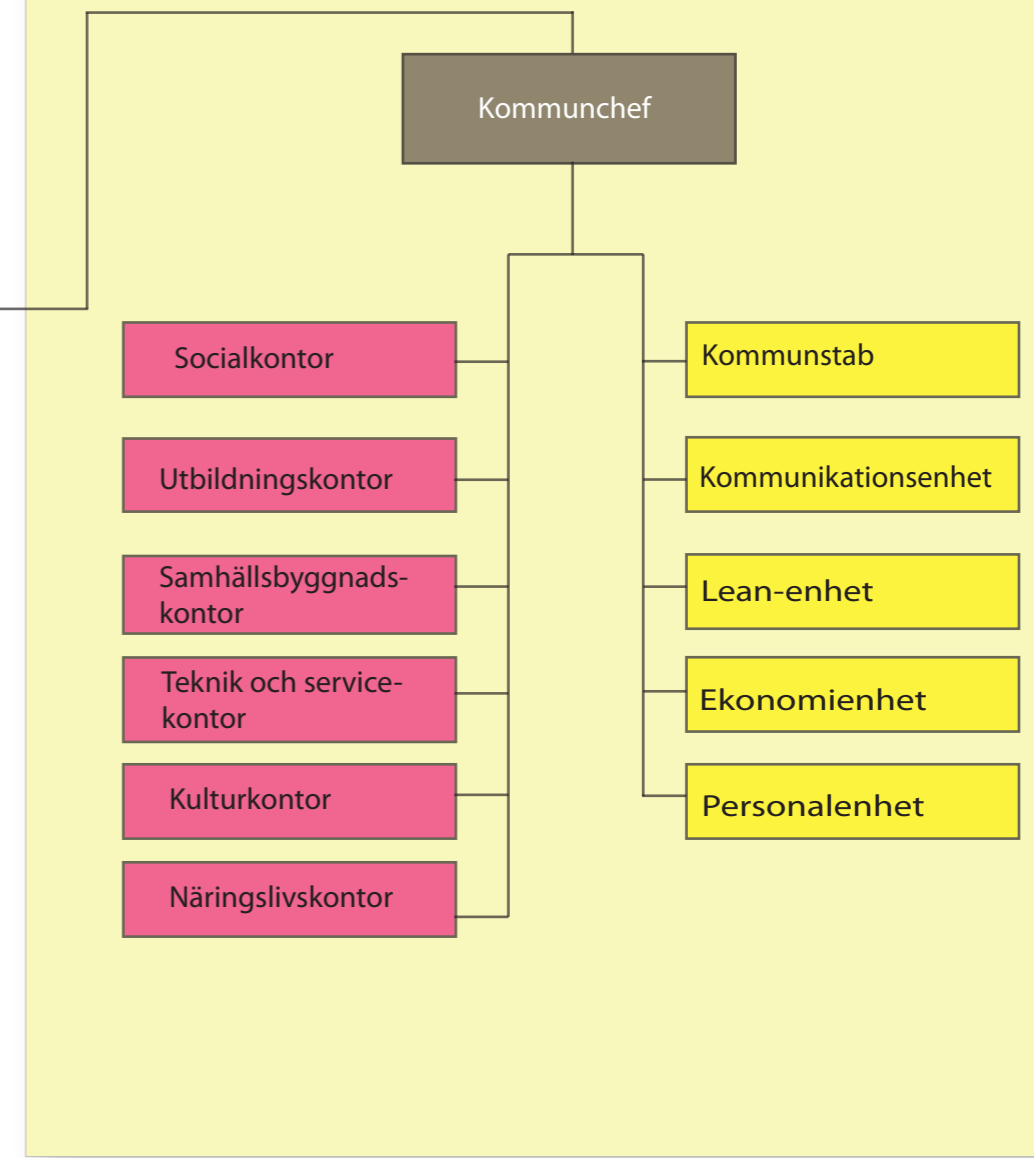 Kommunchef
Socialkontor
Utbildningskontor
Samhällsbyggnads-
kontor
Teknik och service-
kontor
Kulturkontor
Näringslivskontor
Kommunstab
Kommunikationsenhet
Lean-enhet
Ekonomienhet
Personalenhet